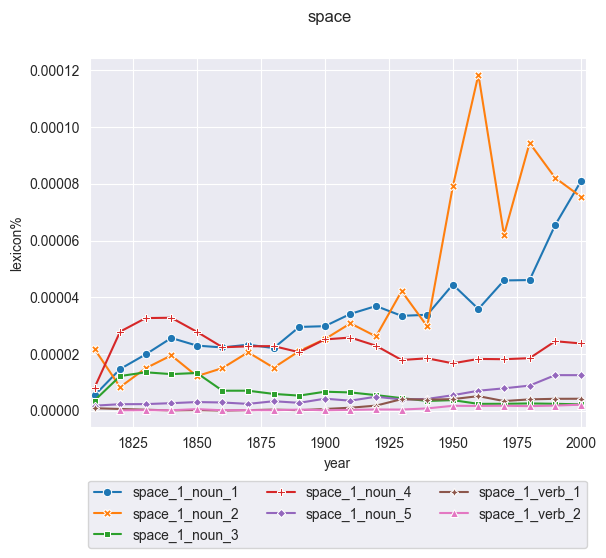 space
0.00012
0.00010
0.00008
0.00006
0.00004
0.00002
0.00000
lexicon%
1825 1850 1875 1900 1925 1950 1975 2000
year
space_1_noun_1 space_1_noun_4 space_1_verb_1
space_1_noun_2 space_1_noun_5 space_1_verb_2
space_1_noun_3